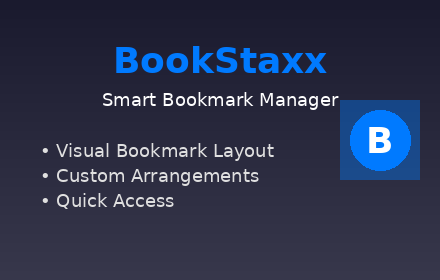 BookStaxx
Smart Bookmark Manager
• Visual Bookmark Layout
• Custom Arrangements
• Quick Access
B